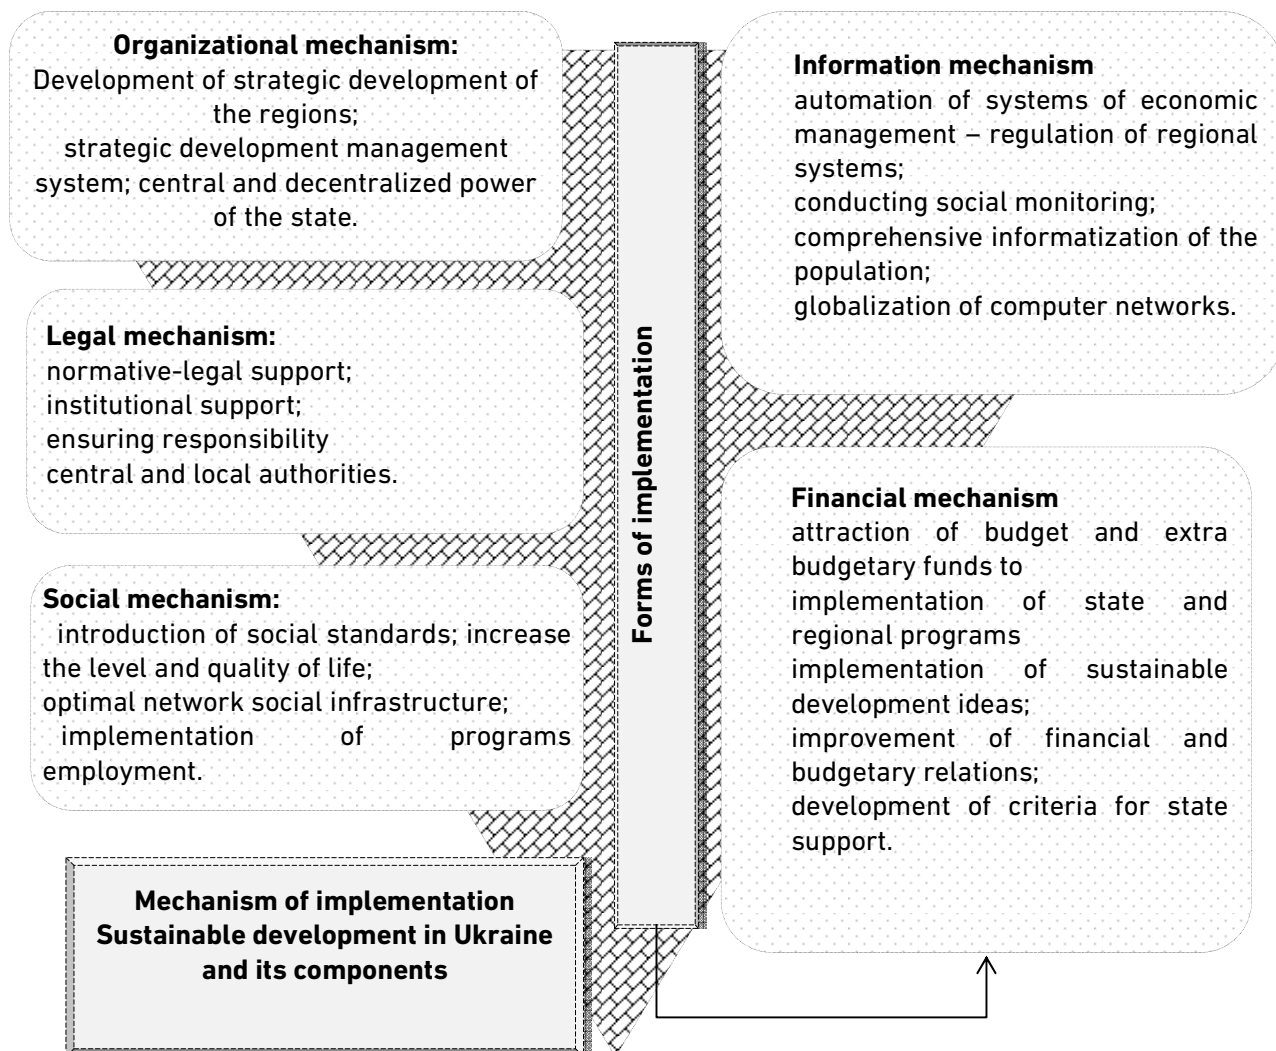 Organizational mechanism:
Development of strategic development of
the regions;
strategic development management
system; central and decentralized power
of the state.
Legal mechanism:
normative-legal support;
institutional support;
ensuring responsibility
central and local authorities.
Social mechanism:
introduction of social standards; increase
the level and quality of life;
optimal network social infrastructure;
implementation of programs
employment.
Mechanism of implementation
Sustainable development in Ukraine
and its components
Forms of implementation
Information mechanism
automation of systems of economic
management – regulation of regional
systems;
conducting social monitoring;
comprehensive informatization of the
population;
globalization of computer networks.
Financial mechanism
attraction of budget and extra
budgetary funds to
implementation of state and
regional programs
implementation of sustainable
development ideas;
improvement of financial and
budgetary relations;
development of criteria for state
support.